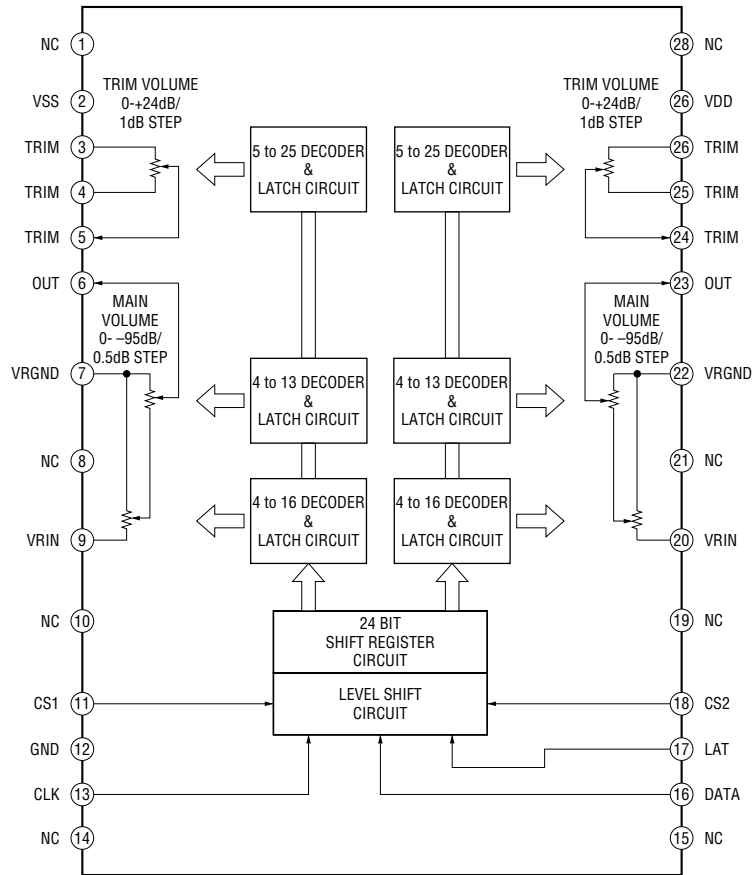 NC 1
28 NC
TRIM VOLUME
0-+24dB/
1dB STEP
TRIM VOLUME
0-+24dB/
1dB STEP
VSS 2
26 VDD
TRIM 3
26 TRIM
TRIM 4
25 TRIM
TRIM 5
24 TRIM
5 to 25 DECODER
&
LATCH CIRCUIT
5 to 25 DECODER
&
LATCH CIRCUIT
OUT 6
23 OUT
MAIN
VOLUME
0- –95dB/
0.5dB STEP
MAIN
VOLUME
0- –95dB/
0.5dB STEP
VRGND 7
22 VRGND
4 to 13 DECODER
&
LATCH CIRCUIT
4 to 13 DECODER
&
LATCH CIRCUIT
NC 8
21 NC
4 to 16 DECODER
&
LATCH CIRCUIT
4 to 16 DECODER
&
LATCH CIRCUIT
VRIN 9
20 VRIN
NC 10
19 NC
24 BIT
SHIFT REGISTER
CIRCUIT
LEVEL SHIFT
CIRCUIT
CS1 11
18 CS2
GND 12
17 LAT
CLK 13
16 DATA
NC 14
15 NC